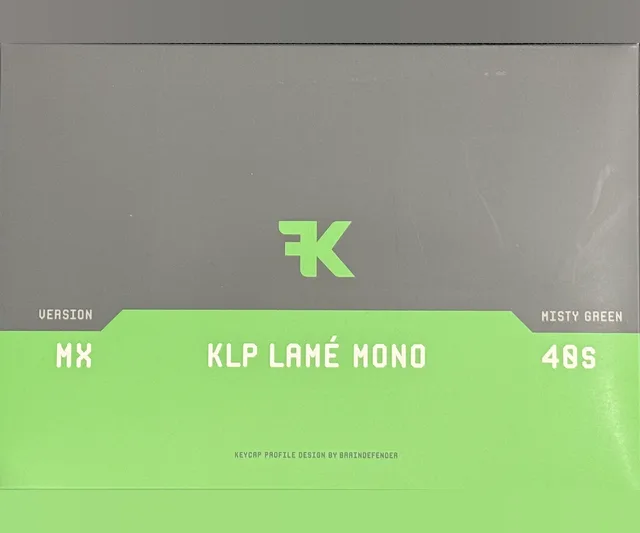 FK
VERSION
MISTY GREEN
MX
KLP LAMÉ MONO
40S
KEYCAP PROFILE DESIGN BY BRAINDEFENDER